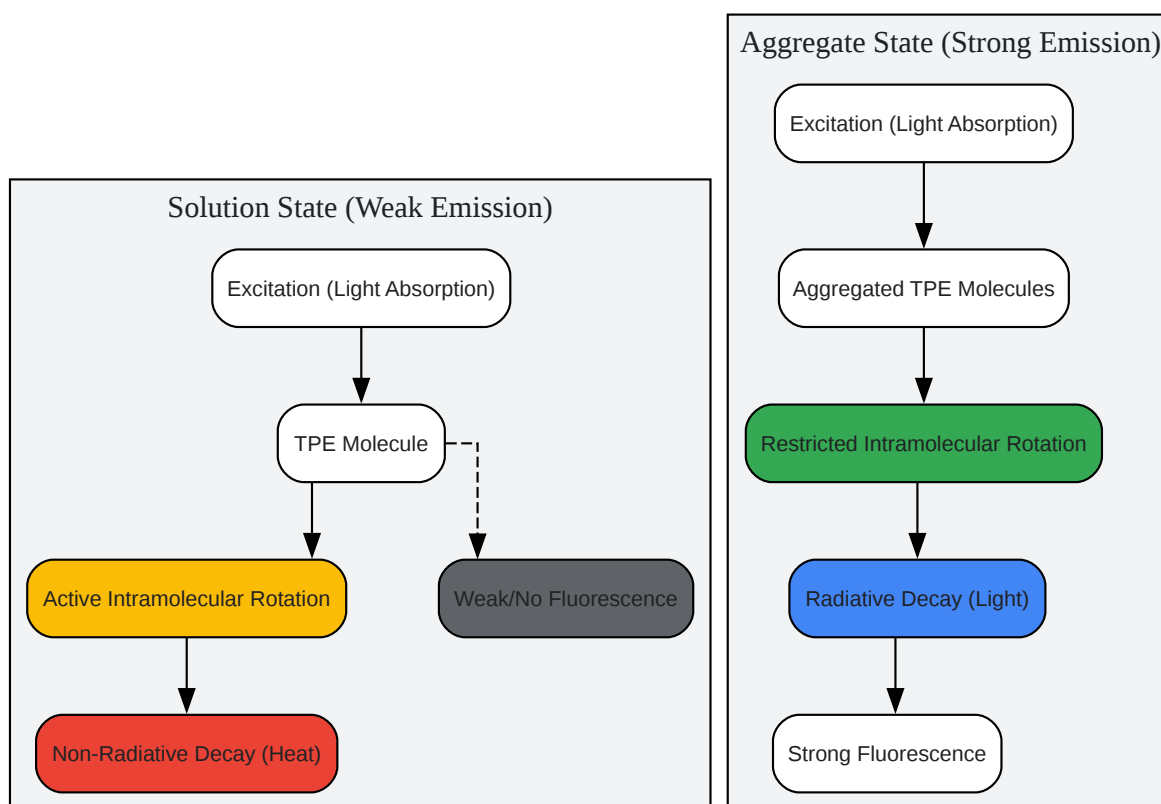 Solution State (Weak Emission)
Excitation (Light Absorption)
TPE Molecule
Active Intramolecular Rotation
Weak/No Fluorescence
Non-Radiative Decay (Heat)
Aggregate State (Strong Emission)
Excitation (Light Absorption)
Aggregated TPE Molecules
Restricted Intramolecular Rotation
Radiative Decay (Light)
Strong Fluorescence